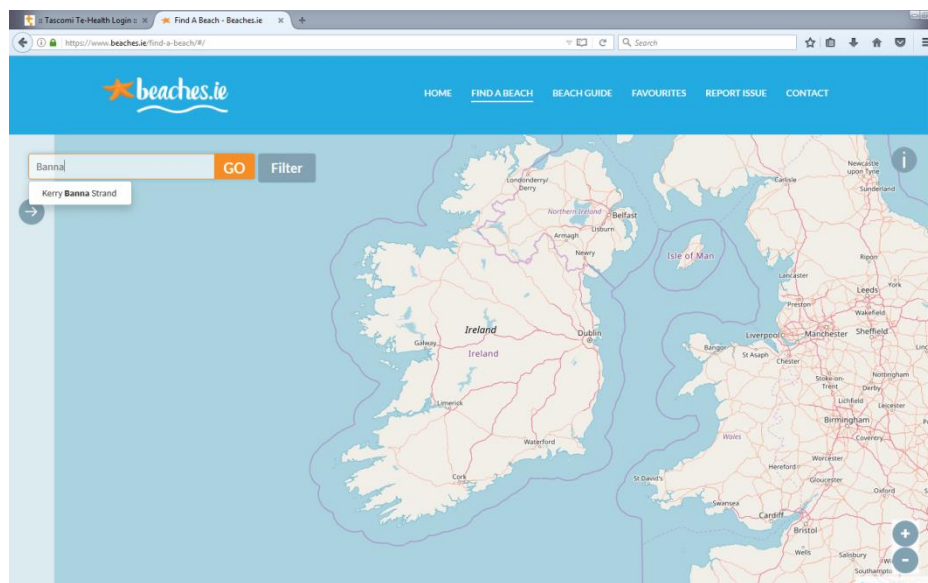 :: Tascomi Te-Health Login ::
Find A Beach - Beaches.ie
https://www.beaches.ie/find-a-beach/#/
Search
beaches.ie
HOME
FIND A BEACH
BEACH GUIDE
FAVOURITES
REPORT ISSUE
CONTACT
Banna
GO
Filter
Kerry Banna Strand
i
Newcastle
upon Tyne
Carlisle
Sunderland
Londonderry/
Derry
Northern Ireland
Belfast
Lisburn
Armagh
Newry
Isle of Man
Ripon
Lancaster
York
Leeds
Preston
Wakefield
Ireland
Dublin
Liverpool
Manchester
Sheffield
Galway
Ireland
Bangor
St Asaph
Chester
Stoke-on-
Trent
Nottingham
Derby
Lichfield
Leicester
Limerick
Birmingham
Coventry
Waterford
Wales
Worcester
Hereford
Cork
St David's
Gloucester
Oxford
Swansea
Cardiff
Bristol
Wells
Salisbury
+
-